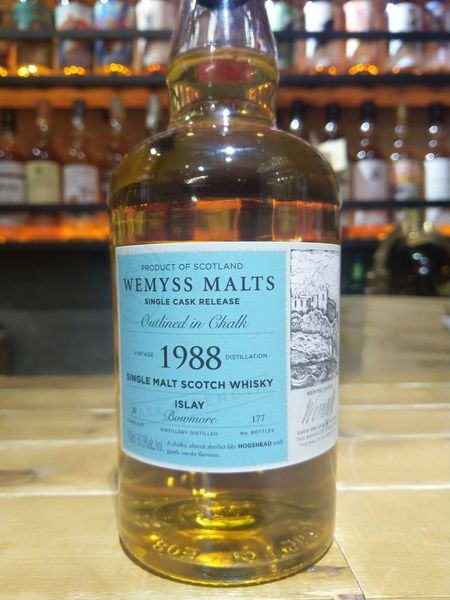 PRODUCT OF SCOTLAND
WEMYSS MALTS
SINGLE CASK RELEASE
Outlined in Chalk
VINTAGE 1988 DISTILLATION
SINGLE MALT SCOTCH WHISKY
ISLAY
30 Bowmore 177
DISTILLERY DISTILLED No. BOTTLES
A chalky, almost sherbet-like HOGSHEAD with
gentle smoke flavours.